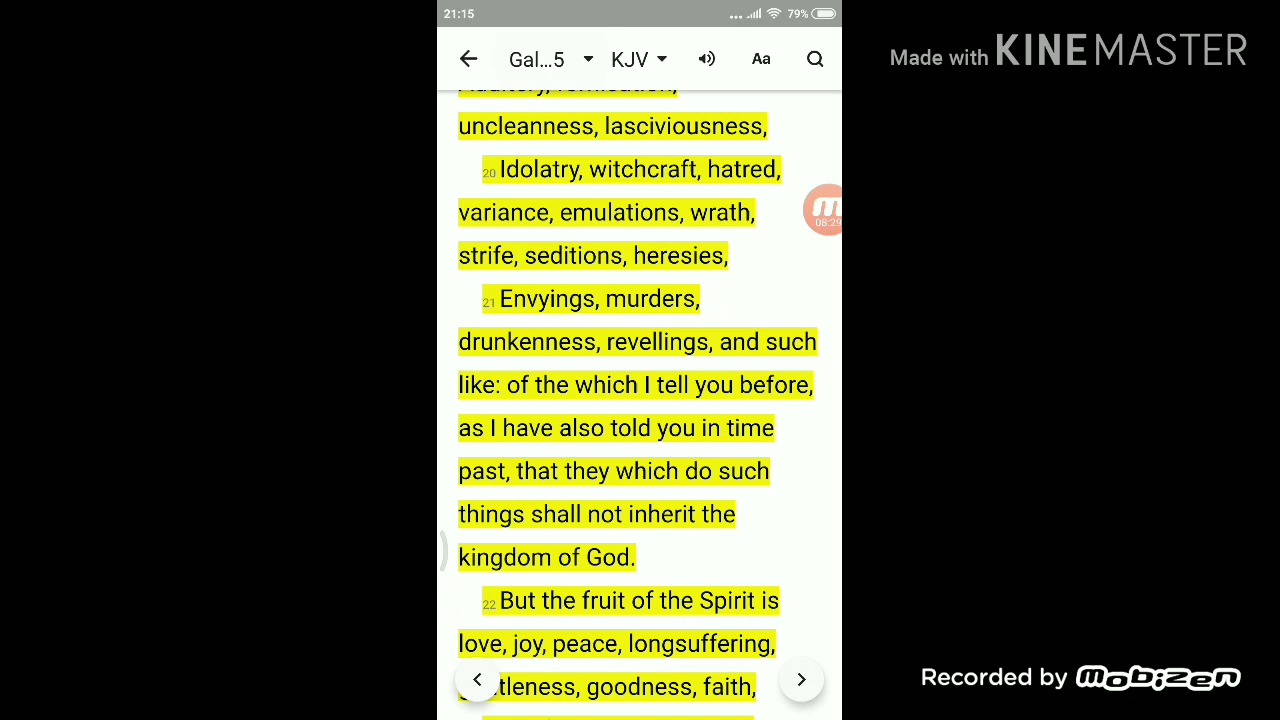 21:15
79%
Made with KINEMASTER
Gal...5 KJV Aa
uncleanness, lasciviousness,
20 Idolatry, witchcraft, hatred,
variance, emulations, wrath,
08:29
strife, seditions, heresies,
21 Envyings, murders,
drunkenness, revellings, and such
like: of the which I tell you before,
as I have also told you in time
past, that they which do such
things shall not inherit the
kingdom of God.
22 But the fruit of the Spirit is
love, joy, peace, longsuffering,
goodness, faith,
Recorded by mobizen